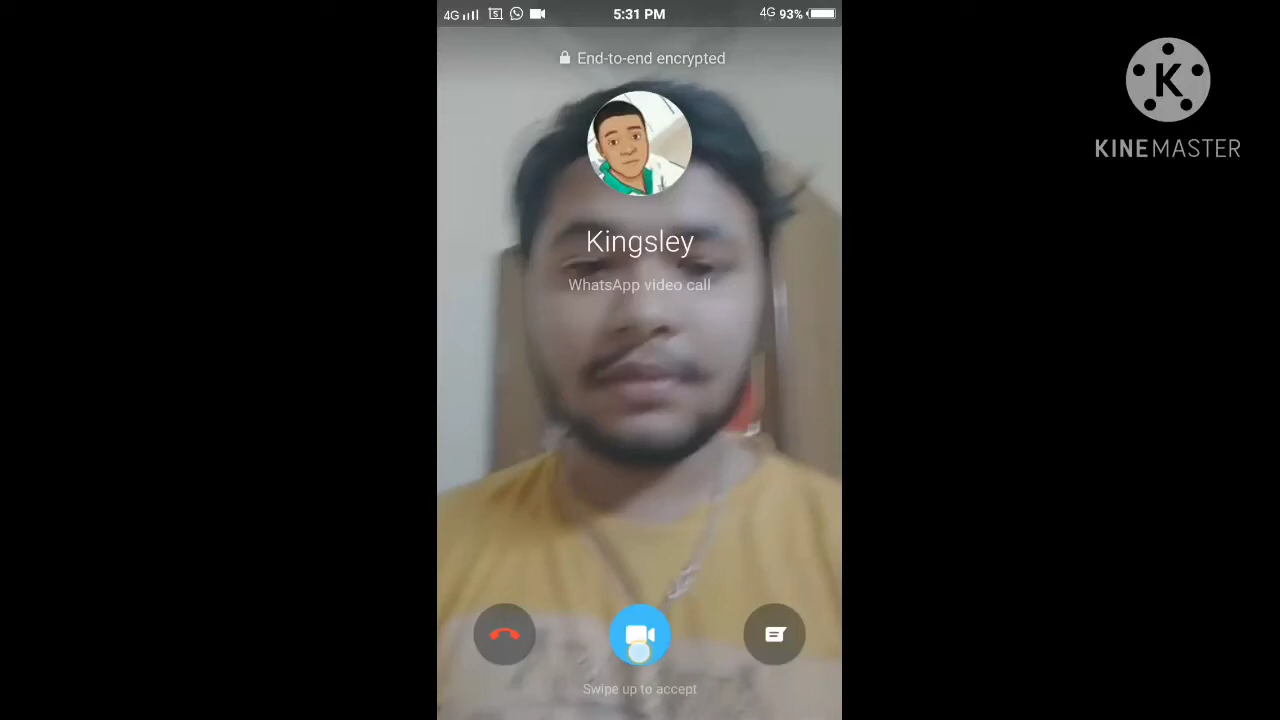 4G 5:31 PM 4G 93%
End-to-end encrypted
Kingsley
WhatsApp video call
Swipe up to accept
K
KINEMASTER